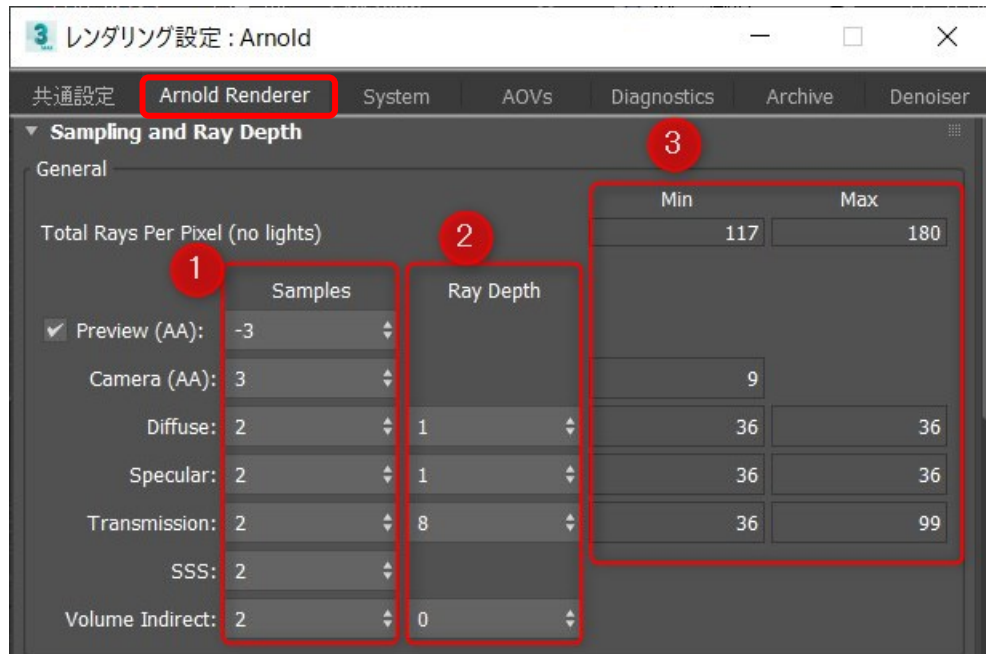 3 レンダリング設定 : Arnold
共通設定 Arnold Renderer System AOVs Diagnostics Archive Denoiser
Sampling and Ray Depth
3
General
Min Max
Total Rays Per Pixel (no lights) 2 117 180
1
Samples Ray Depth
Preview (AA): -3
Camera (AA): 3 9
Diffuse: 2 1 36 36
Specular: 2 1 36 36
Transmission: 2 8 36 99
SSS: 2
Volume Indirect: 2 0